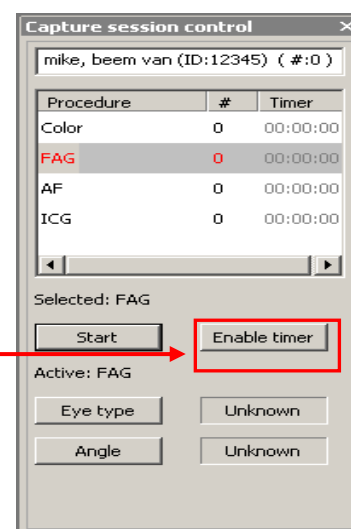 Capture session control
mike, beem van (ID:12345) ( #:0 )
Procedure # Timer
Color 0 00:00:00
FAG 0 00:00:00
AF 0 00:00:00
ICG 0 00:00:00
Selected: FAG
Start Enable timer
Active: FAG
Eye type Unknown
Angle Unknown